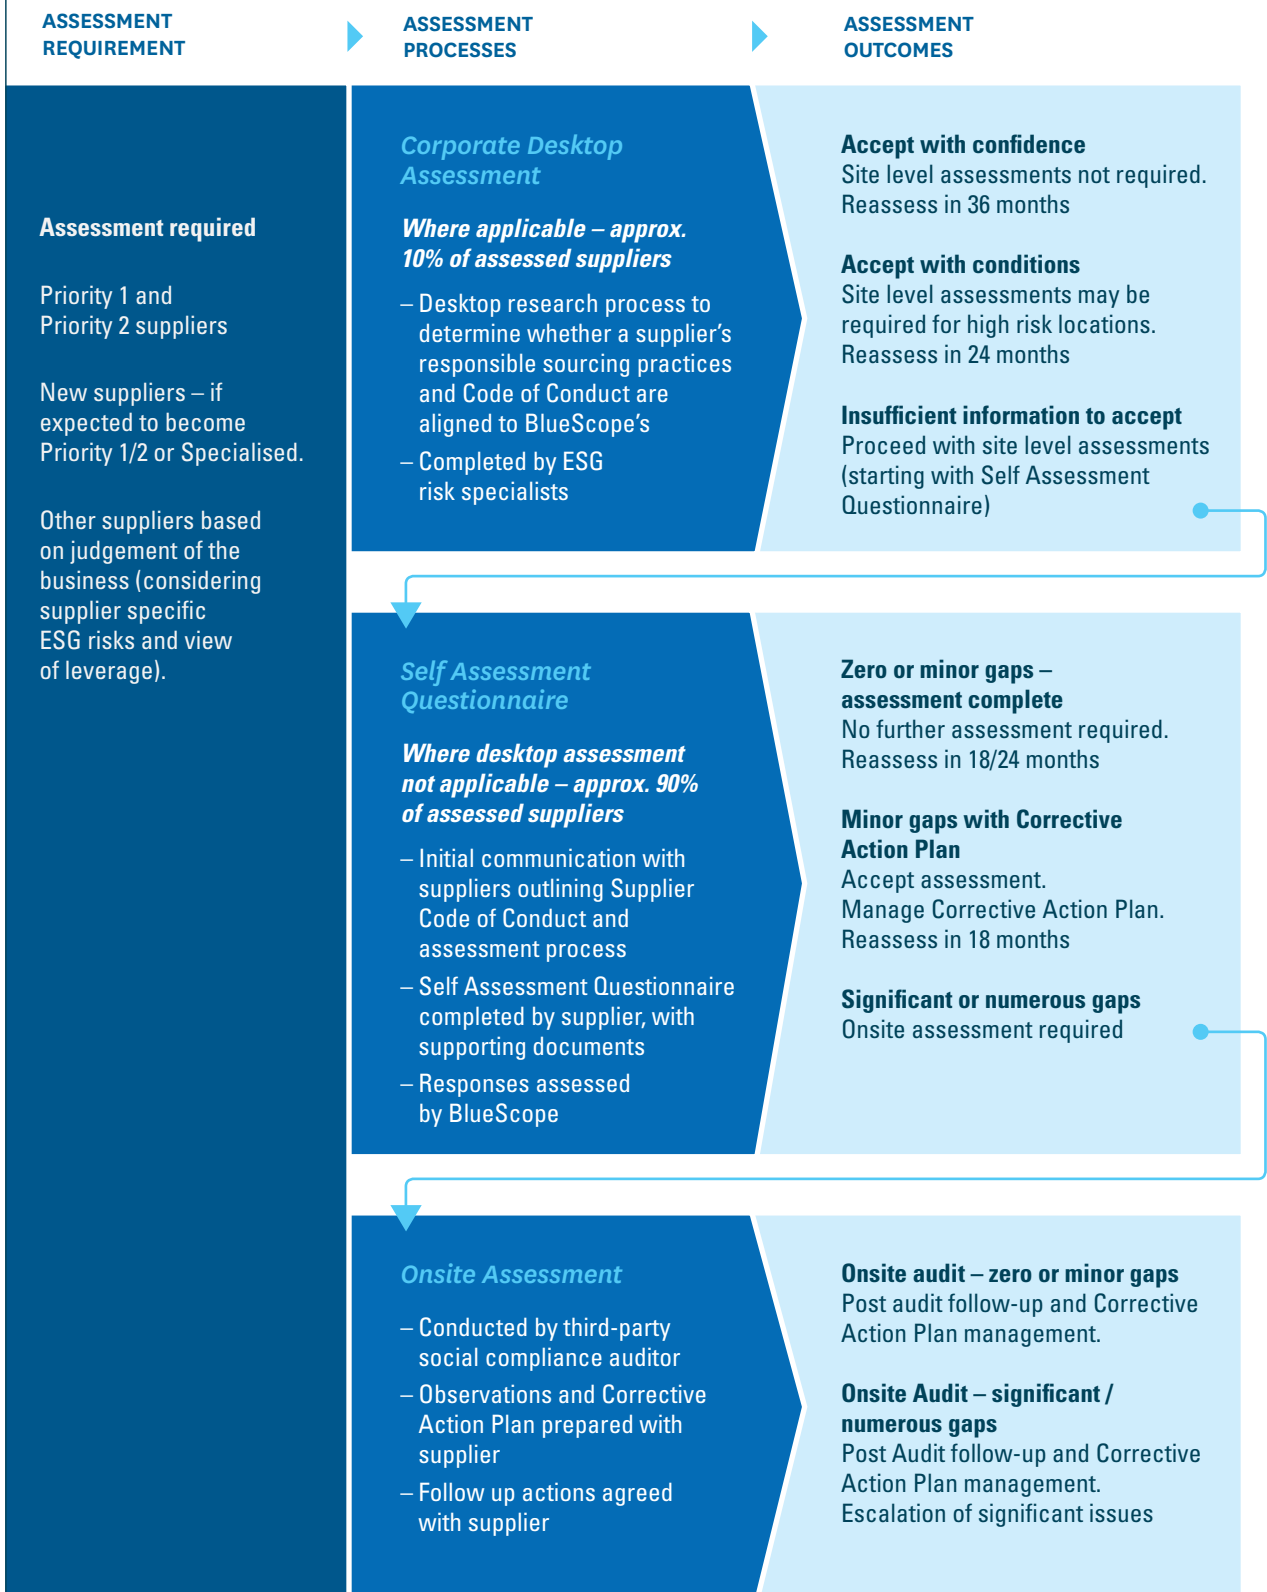 ASSESSMENT
REQUIREMENT
ASSESSMENT
PROCESSES
ASSESSMENT
OUTCOMES
Assessment required
Priority 1 and
Priority 2 suppliers
New suppliers – if
expected to become
Priority 1/2 or Specialised.
Other suppliers based
on judgement of the
business (considering
supplier specific
ESG risks and view
of leverage).
Corporate Desktop
Assessment
Where applicable – approx.
10% of assessed suppliers
– Desktop research process to
determine whether a supplier’s
responsible sourcing practices
and Code of Conduct are
aligned to BlueScope’s
– Completed by ESG
risk specialists
Accept with confidence
Site level assessments not required.
Reassess in 36 months
Accept with conditions
Site level assessments may be
required for high risk locations.
Reassess in 24 months
Insufficient information to accept
Proceed with site level assessments
(starting with Self Assessment
Questionnaire)
Self Assessment
Questionnaire
Where desktop assessment
not applicable – approx. 90%
of assessed suppliers
– Initial communication with
suppliers outlining Supplier
Code of Conduct and
assessment process
– Self Assessment Questionnaire
completed by supplier, with
supporting documents
– Responses assessed
by BlueScope
Zero or minor gaps –
assessment complete
No further assessment required.
Reassess in 18/24 months
Minor gaps with Corrective
Action Plan
Accept assessment.
Manage Corrective Action Plan.
Reassess in 18 months
Significant or numerous gaps
Onsite assessment required
Onsite Assessment
– Conducted by third-party
social compliance auditor
– Observations and Corrective
Action Plan prepared with
supplier
– Follow up actions agreed
with supplier
Onsite audit – zero or minor gaps
Post audit follow-up and Corrective
Action Plan management.
Onsite Audit – significant /
numerous gaps
Post Audit follow-up and Corrective
Action Plan management.
Escalation of significant issues